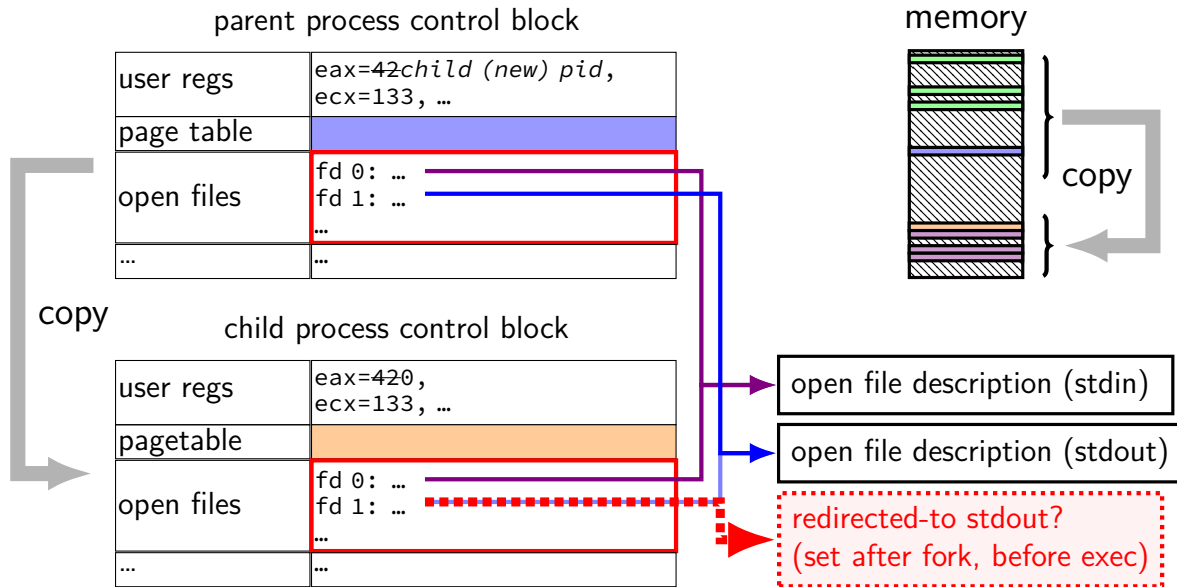 parent process control block
memory
user regs
eax=42child (new) pid,
ecx=133, …
page table
open files
fd 0: …
fd 1: …
…
…
…
copy
copy
child process control block
user regs
eax=420,
ecx=133, …
pagetable
open files
fd 0: …
fd 1: …
…
…
…
open file description (stdin)
open file description (stdout)
redirected-to stdout?
(set after fork, before exec)